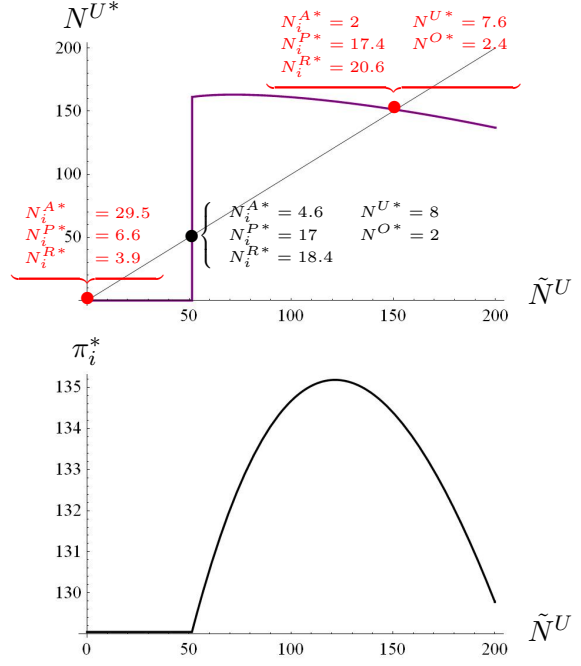 N^{U*}
N_i^{A*} = 2 N^{U*} = 7.6
N_i^{P*} = 17.4 N^{O*} = 2.4
N_i^{R*} = 20.6
200
150
100
50
N_i^{A*} = 29.5
N_i^{P*} = 6.6
N_i^{R*} = 3.9
N_i^{A*} = 4.6 N^{U*} = 8
N_i^{P*} = 17 N^{O*} = 2
N_i^{R*} = 18.4
0 50 100 150 200
Ñ^U
π_i^*
135
134
133
132
131
130
0 50 100 150 200
Ñ^U